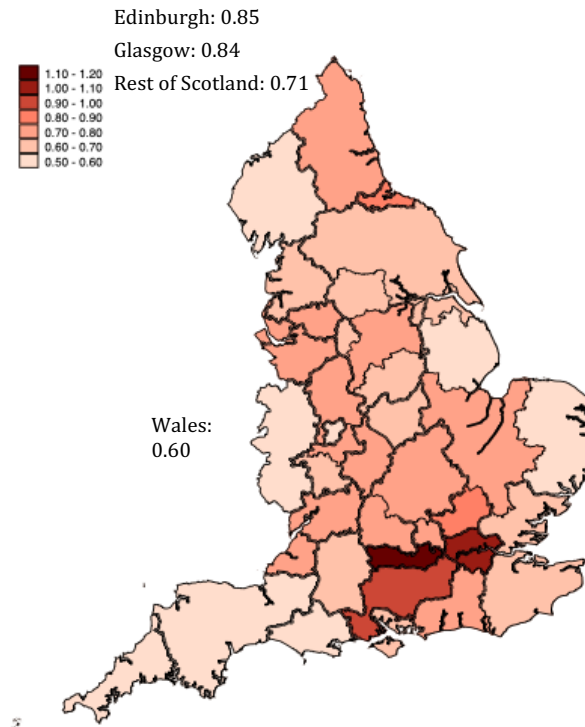 Edinburgh: 0.85
Glasgow: 0.84
Rest of Scotland: 0.71
1.10 - 1.20
1.00 - 1.10
0.90 - 1.00
0.80 - 0.90
0.70 - 0.80
0.60 - 0.70
0.50 - 0.60
Wales:
0.60